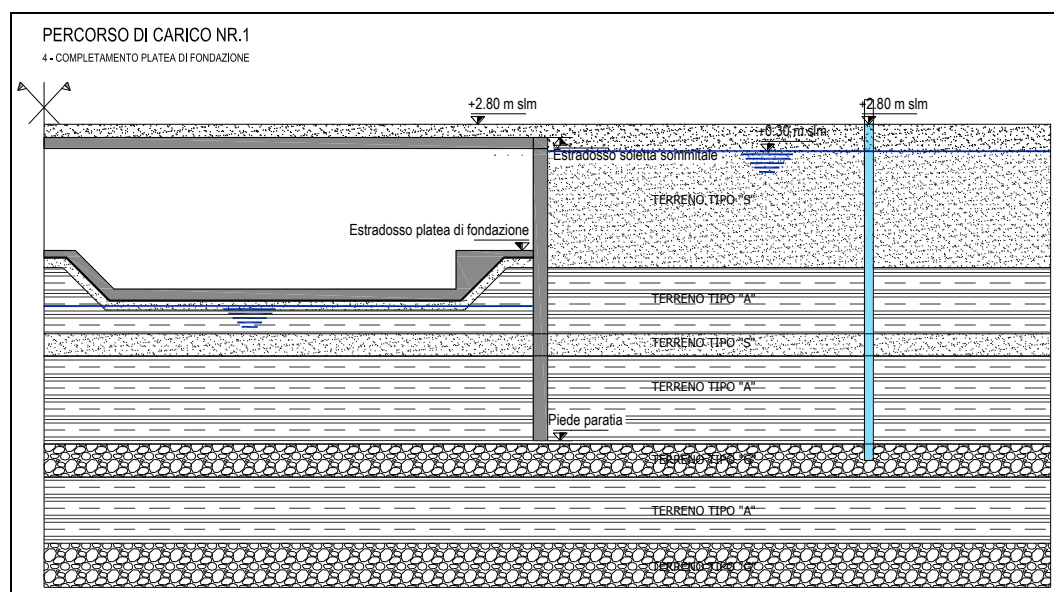 PERCORSO DI CARICO NR.1
4 - COMPLETAMENTO PLATEA DI FONDAZIONE
+2.80 m slm
+2.80 m slm
+0.30 m slm
Estradosso soletta sommitale
TERRENO TIPO "S"
Estradosso platea di fondazione
TERRENO TIPO "A"
TERRENO TIPO "S"
TERRENO TIPO "A"
Piede paratia
TERRENO TIPO "G"
TERRENO TIPO "A"
TERRENO TIPO "G"